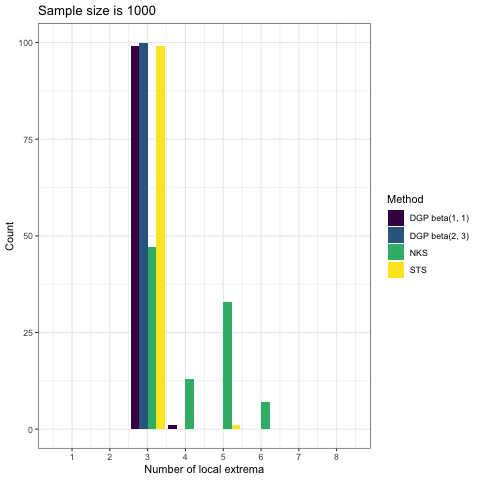 Sample size is 1000
100
75
50
25
0
Count
1 2 3 4 5 6 7 8
Number of local extrema
Method
DGP beta(1, 1)
DGP beta(2, 3)
NKS
STS